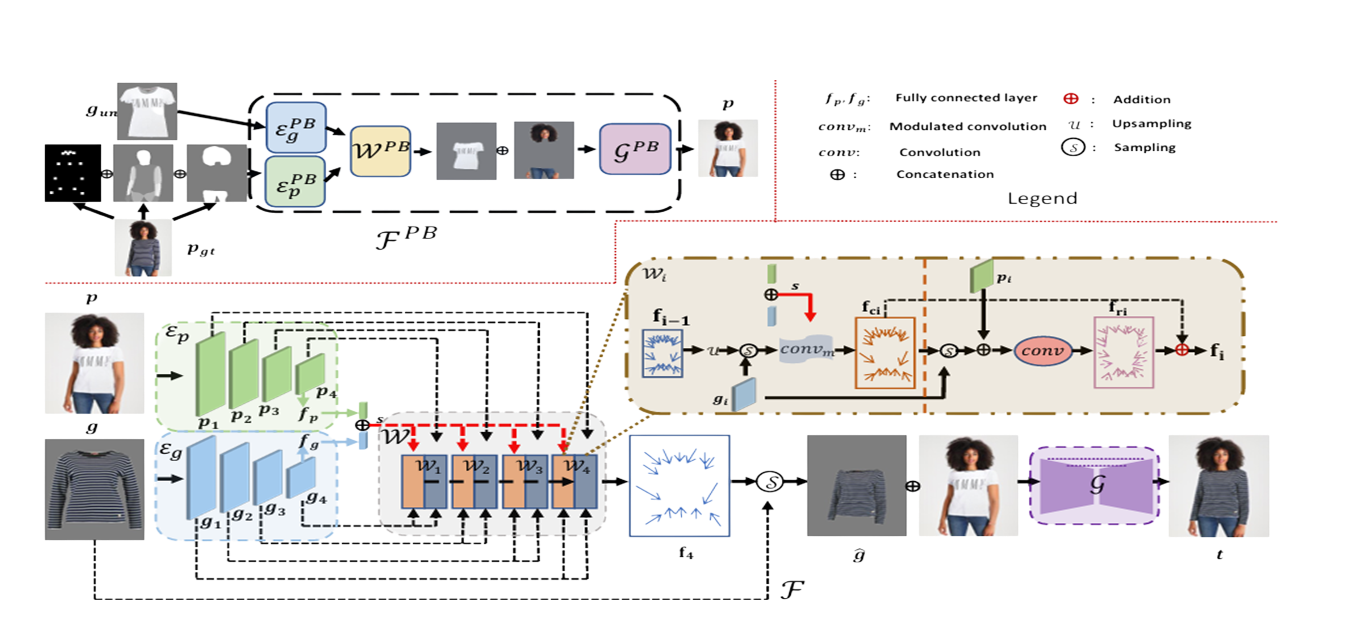 g_un
ε_g^PB
ε_p^PB
𝒲^PB
𝒢^PB
p
p_gt
ℱ^PB
f_p, f_g: Fully connected layer
conv_m: Modulated convolution
conv: Convolution
⊕ : Concatenation
⊕ : Addition
𝒰 : Upsampling
Ⓢ : Sampling
Legend
𝒲_i
f_i−1
𝒰
S
g_i
s
conv_m
f_ci
S
p_i
conv
f_ri
f_i
p
ε_p
p_1
p_2
p_3
p_4
f_p
g
ε_g
g_1
g_2
g_3
g_4
f_g
s
𝒲
𝒲_1
𝒲_2
𝒲_3
𝒲_4
f_4
S
ĝ
𝒢
t
ℱ